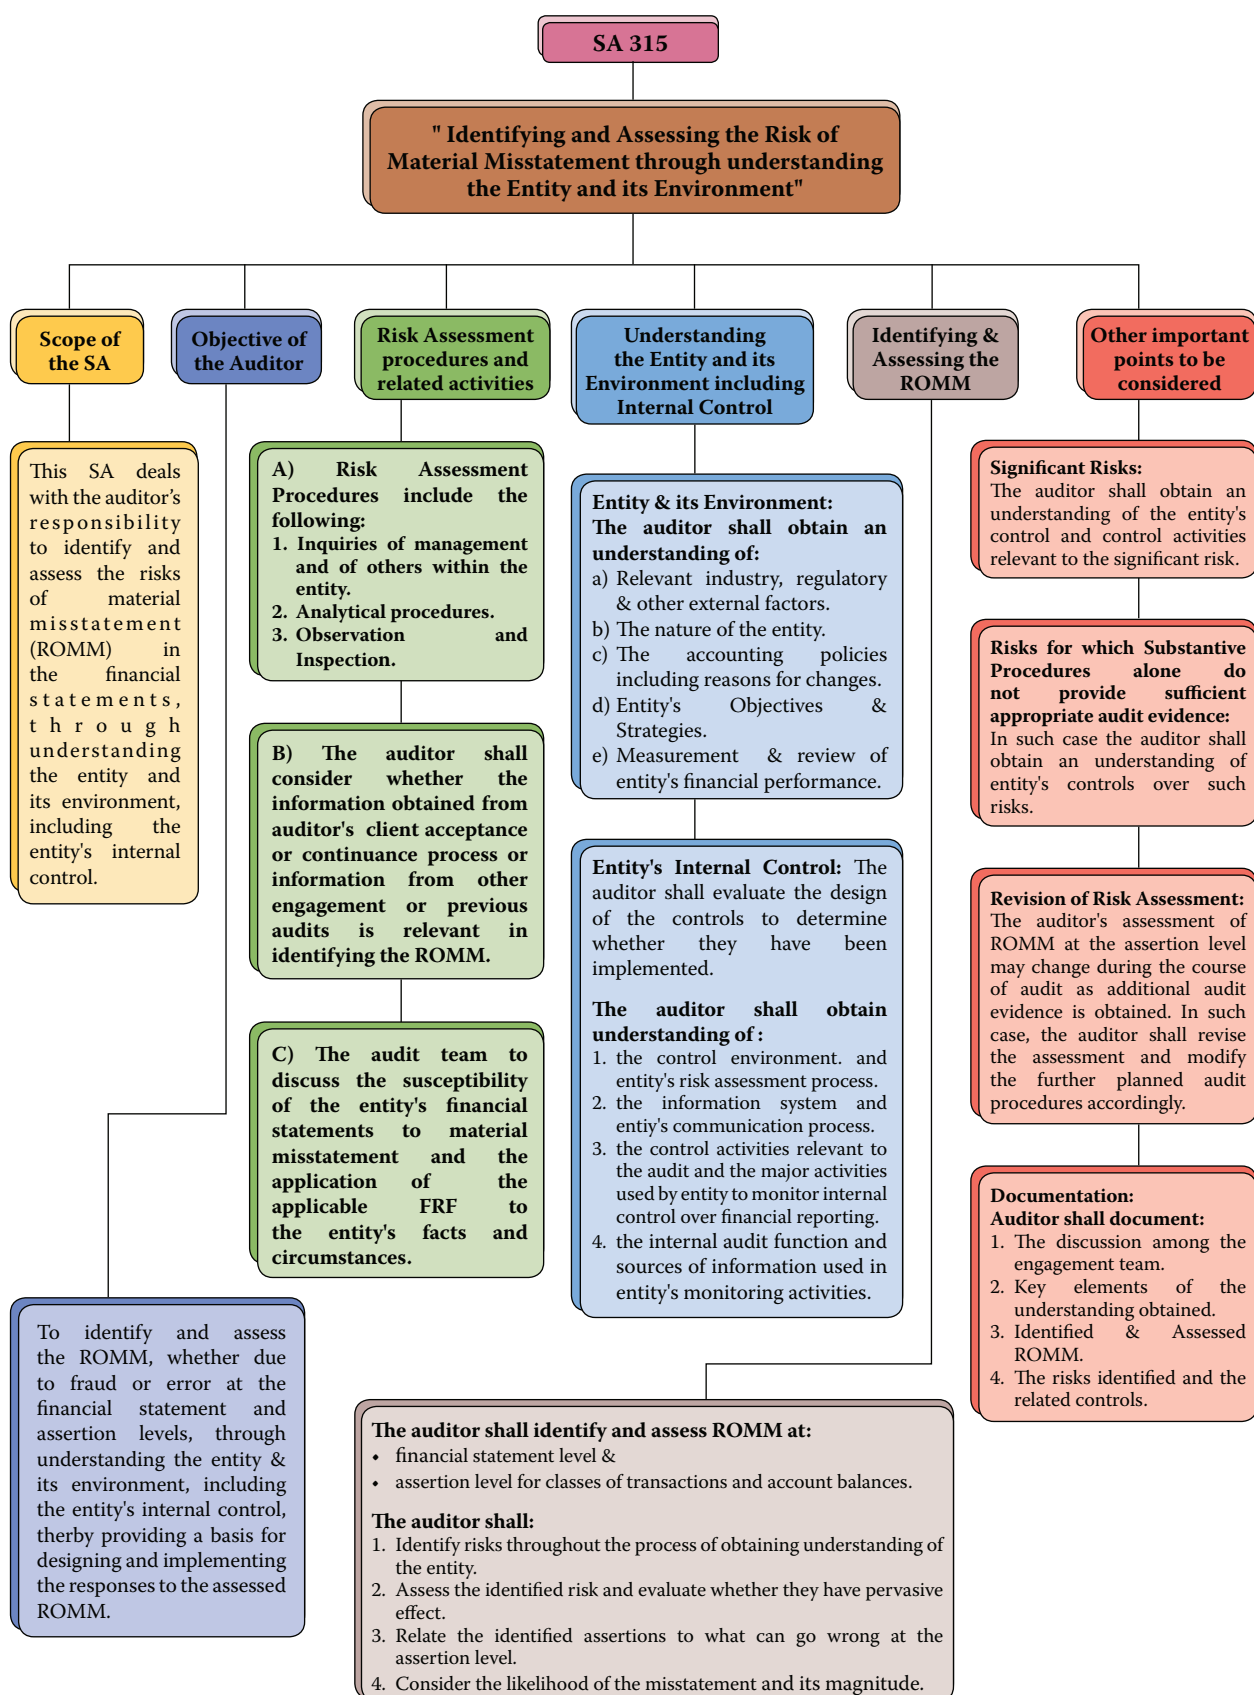 SA 315
" Identifying and Assessing the Risk of
Material Misstatement through understanding
the Entity and its Environment"
Scope of
the SA
This SA deals
with the auditor's
responsibility
to identify and
assess the risks
of material
misstatement
(ROMM) in
the financial
statements,
through
understanding
the entity and
its environment,
including the
entity's internal
control.
Objective of
the Auditor
To identify and assess
the ROMM, whether due
to fraud or error at the
financial statement and
assertion levels, through
understanding the entity &
its environment, including
the entity's internal control,
therby providing a basis for
designing and implementing
the responses to the assessed
ROMM.
Risk Assessment
procedures and
related activities
A) Risk Assessment
Procedures include the
following:
1. Inquiries of management
and of others within the
entity.
2. Analytical procedures.
3. Observation and
Inspection.
B) The auditor shall
consider whether the
information obtained from
auditor's client acceptance
or continuance process or
information from other
engagement or previous
audits is relevant in
identifying the ROMM.
C) The audit team to
discuss the susceptibility
of the entity's financial
statements to material
misstatement and the
application of the
applicable FRF to
the entity's facts and
circumstances.
Understanding
the Entity and its
Environment including
Internal Control
Entity & its Environment:
The auditor shall obtain an
understanding of:
a) Relevant industry, regulatory
& other external factors.
b) The nature of the entity.
c) The accounting policies
including reasons for changes.
d) Entity's Objectives &
Strategies.
e) Measurement & review of
entity's financial performance.
Entity's Internal Control: The
auditor shall evaluate the design
of the controls to determine
whether they have been
implemented.
The auditor shall obtain
understanding of :
1. the control environment. and
entity's risk assessment process.
2. the information system and
entiy's communication process.
3. the control activities relevant to
the audit and the major activities
used by entity to monitor internal
control over financial reporting.
4. the internal audit function and
sources of information used in
entity's monitoring activities.
Identifying &
Assessing the
ROMM
The auditor shall identify and assess ROMM at:
• financial statement level &
• assertion level for classes of transactions and account balances.
The auditor shall:
1. Identify risks throughout the process of obtaining understanding of
the entity.
2. Assess the identified risk and evaluate whether they have pervasive
effect.
3. Relate the identified assertions to what can go wrong at the
assertion level.
4. Consider the likelihood of the misstatement and its magnitude.
Other important
points to be
considered
Significant Risks:
The auditor shall obtain an
understanding of the entity's
control and control activities
relevant to the significant risk.
Risks for which Substantive
Procedures alone do
not provide sufficient
appropriate audit evidence:
In such case the auditor shall
obtain an understanding of
entity's controls over such
risks.
Revision of Risk Assessment:
The auditor's assessment of
ROMM at the assertion level
may change during the course
of audit as additional audit
evidence is obtained. In such
case, the auditor shall revise
the assessment and modify
the further planned audit
procedures accordingly.
Documentation:
Auditor shall document:
1. The discussion among the
engagement team.
2. Key elements of the
understanding obtained.
3. Identified & Assessed
ROMM.
4. The risks identified and the
related controls.